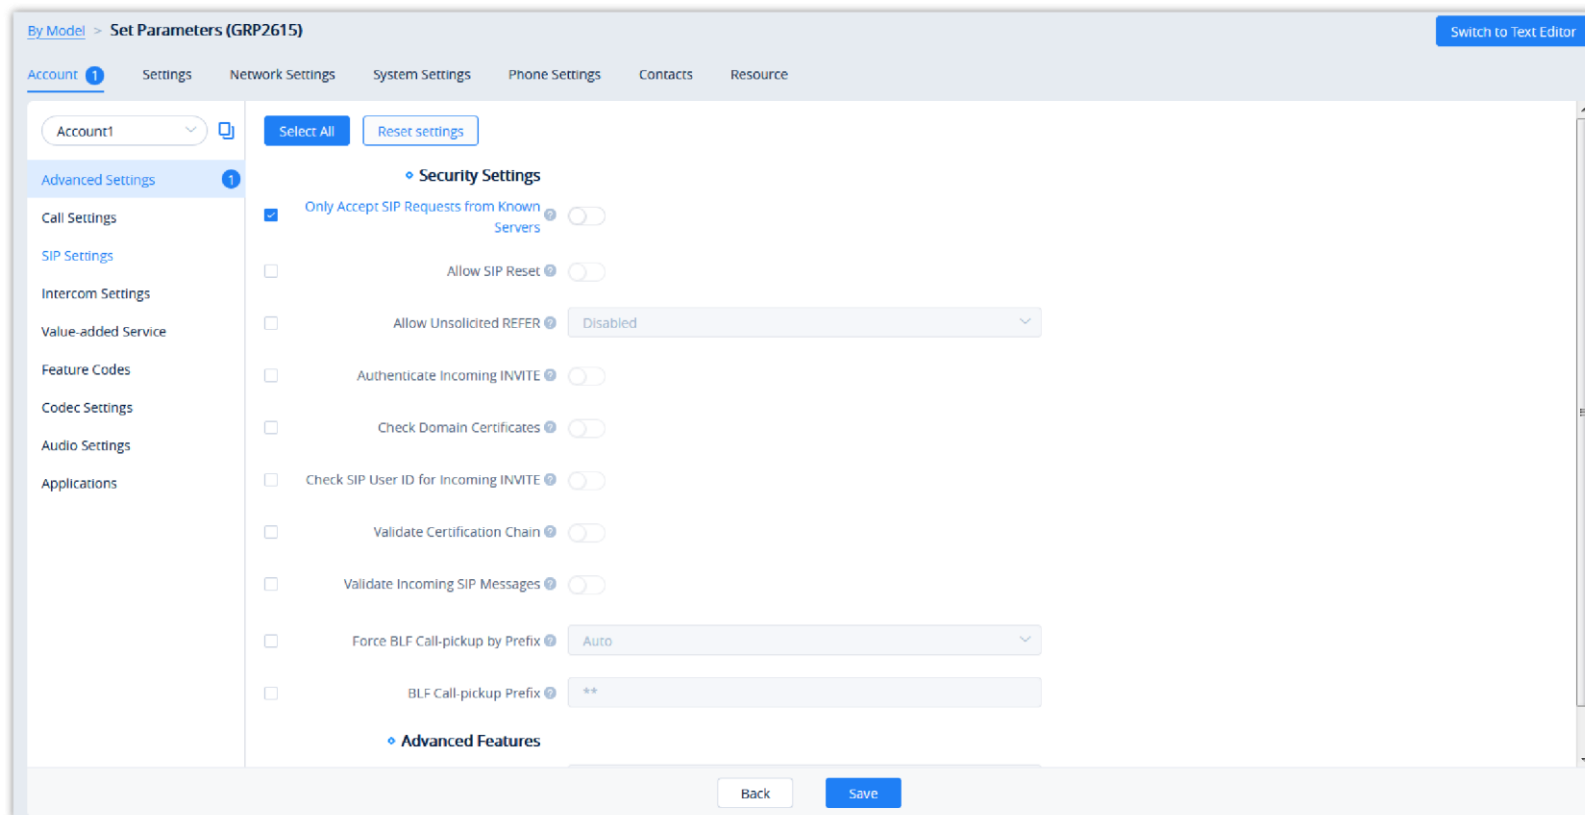 By Model > Set Parameters (GRP2615)
Switch to Text Editor
Account 1 Settings Network Settings System Settings Phone Settings Contacts Resource
Account1
Select All Reset settings
Advanced Settings 1
Call Settings
SIP Settings
Intercom Settings
Value-added Service
Feature Codes
Codec Settings
Audio Settings
Applications
Security Settings
Only Accept SIP Requests from Known
Servers ?
Allow SIP Reset ?
Allow Unsolicited REFER ? Disabled
Authenticate Incoming INVITE ?
Check Domain Certificates ?
Check SIP User ID for Incoming INVITE ?
Validate Certification Chain ?
Validate Incoming SIP Messages ?
Force BLF Call-pickup by Prefix ? Auto
BLF Call-pickup Prefix ? **
Advanced Features
Back Save